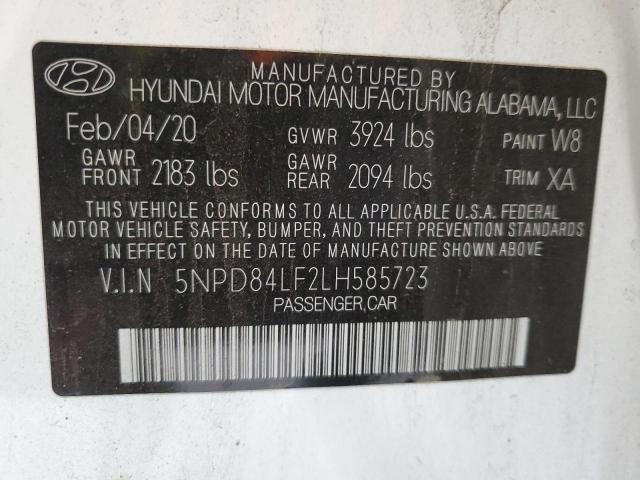 MANUFACTURED BY
HYUNDAI MOTOR MANUFACTURING ALABAMA, LLC
Feb/04/20 GVWR 3924 lbs PAINT W8
GAWR FRONT 2183 lbs GAWR REAR 2094 lbs TRIM XA
THIS VEHICLE CONFORMS TO ALL APPLICABLE U.S.A. FEDERAL
MOTOR VEHICLE SAFETY, BUMPER, AND THEFT PREVENTION STANDARDS
IN EFFECT ON THE DATE OF MANUFACTURE SHOWN ABOVE
V.I.N 5NPD84LF2LH585723
PASSENGER,CAR